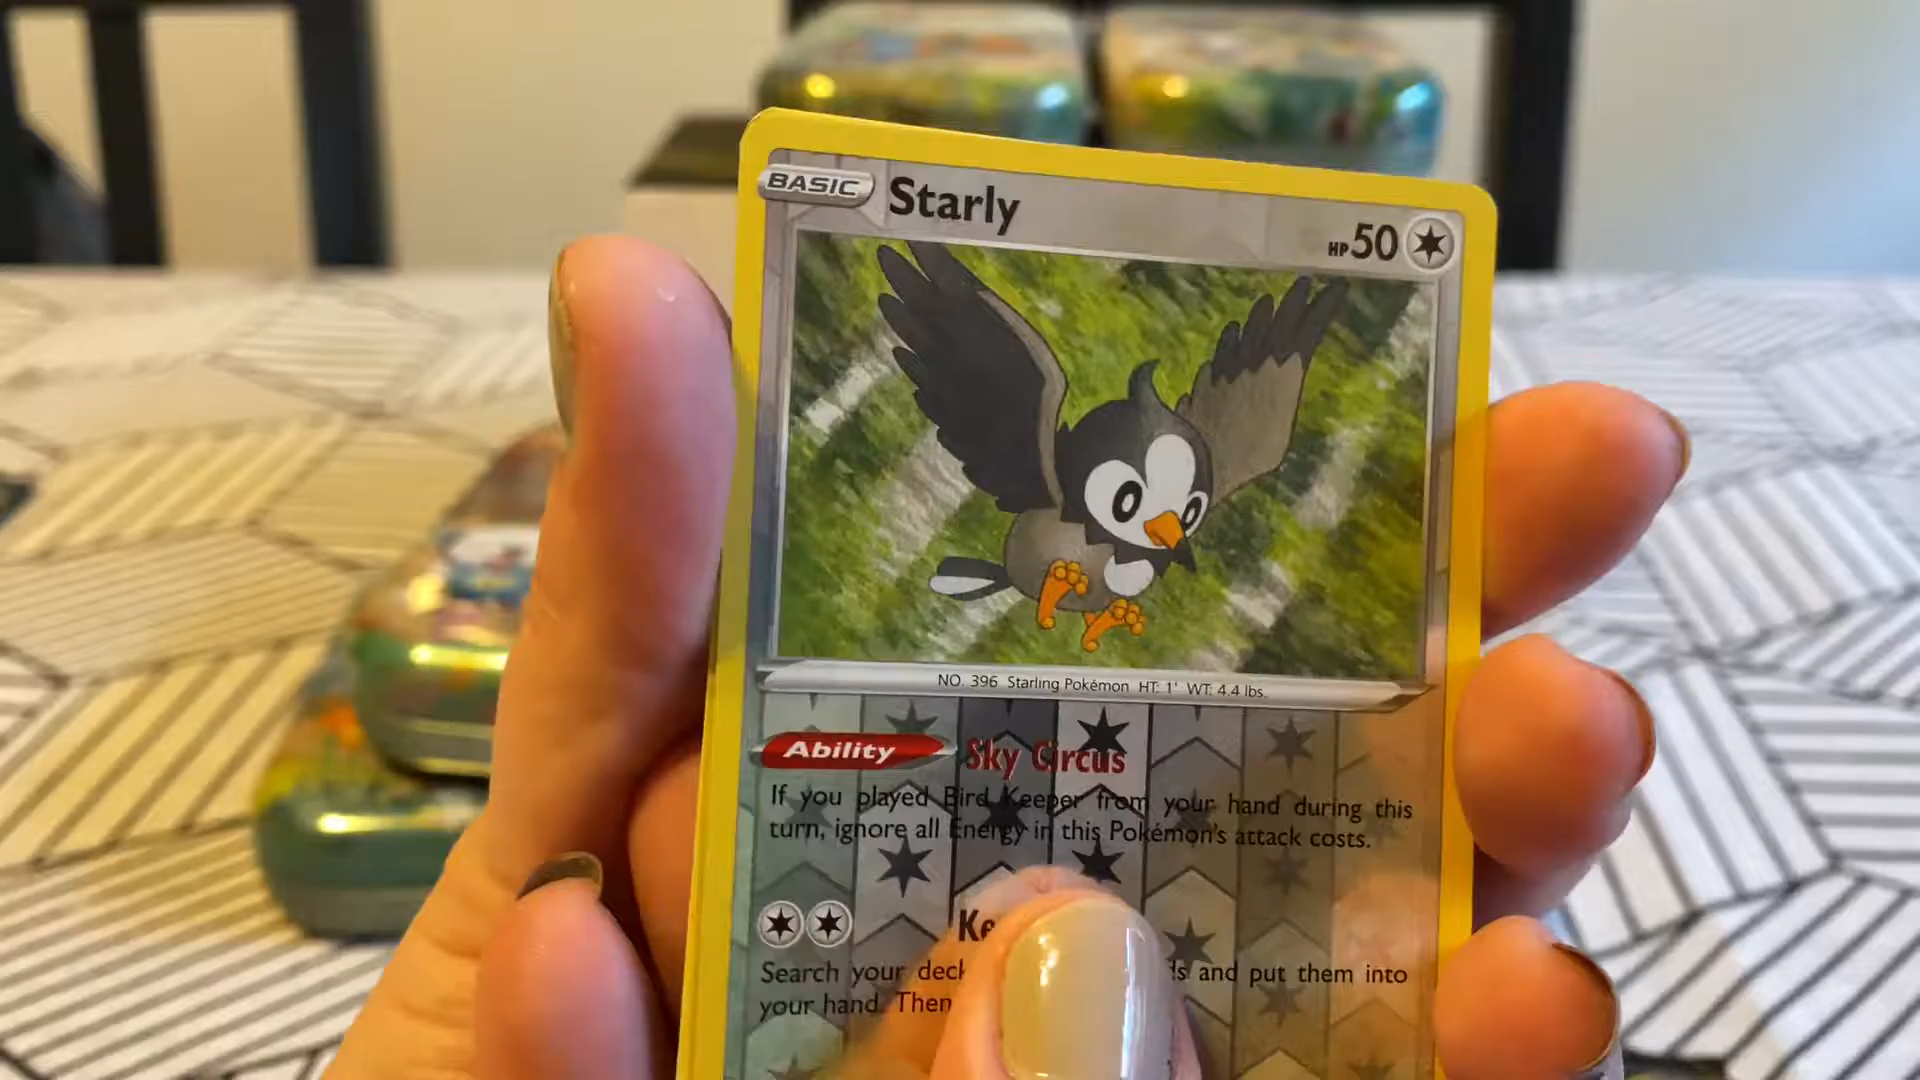 BASIC Starly HP 50
NO. 396 Starling Pokémon HT: 1' WT: 4.4 lbs.
Ability Sky Circus
If you played Bird Keeper from your hand during this
turn, ignore all Energy in this Pokémon's attack costs.
Search your deck and put them into
your hand. Then